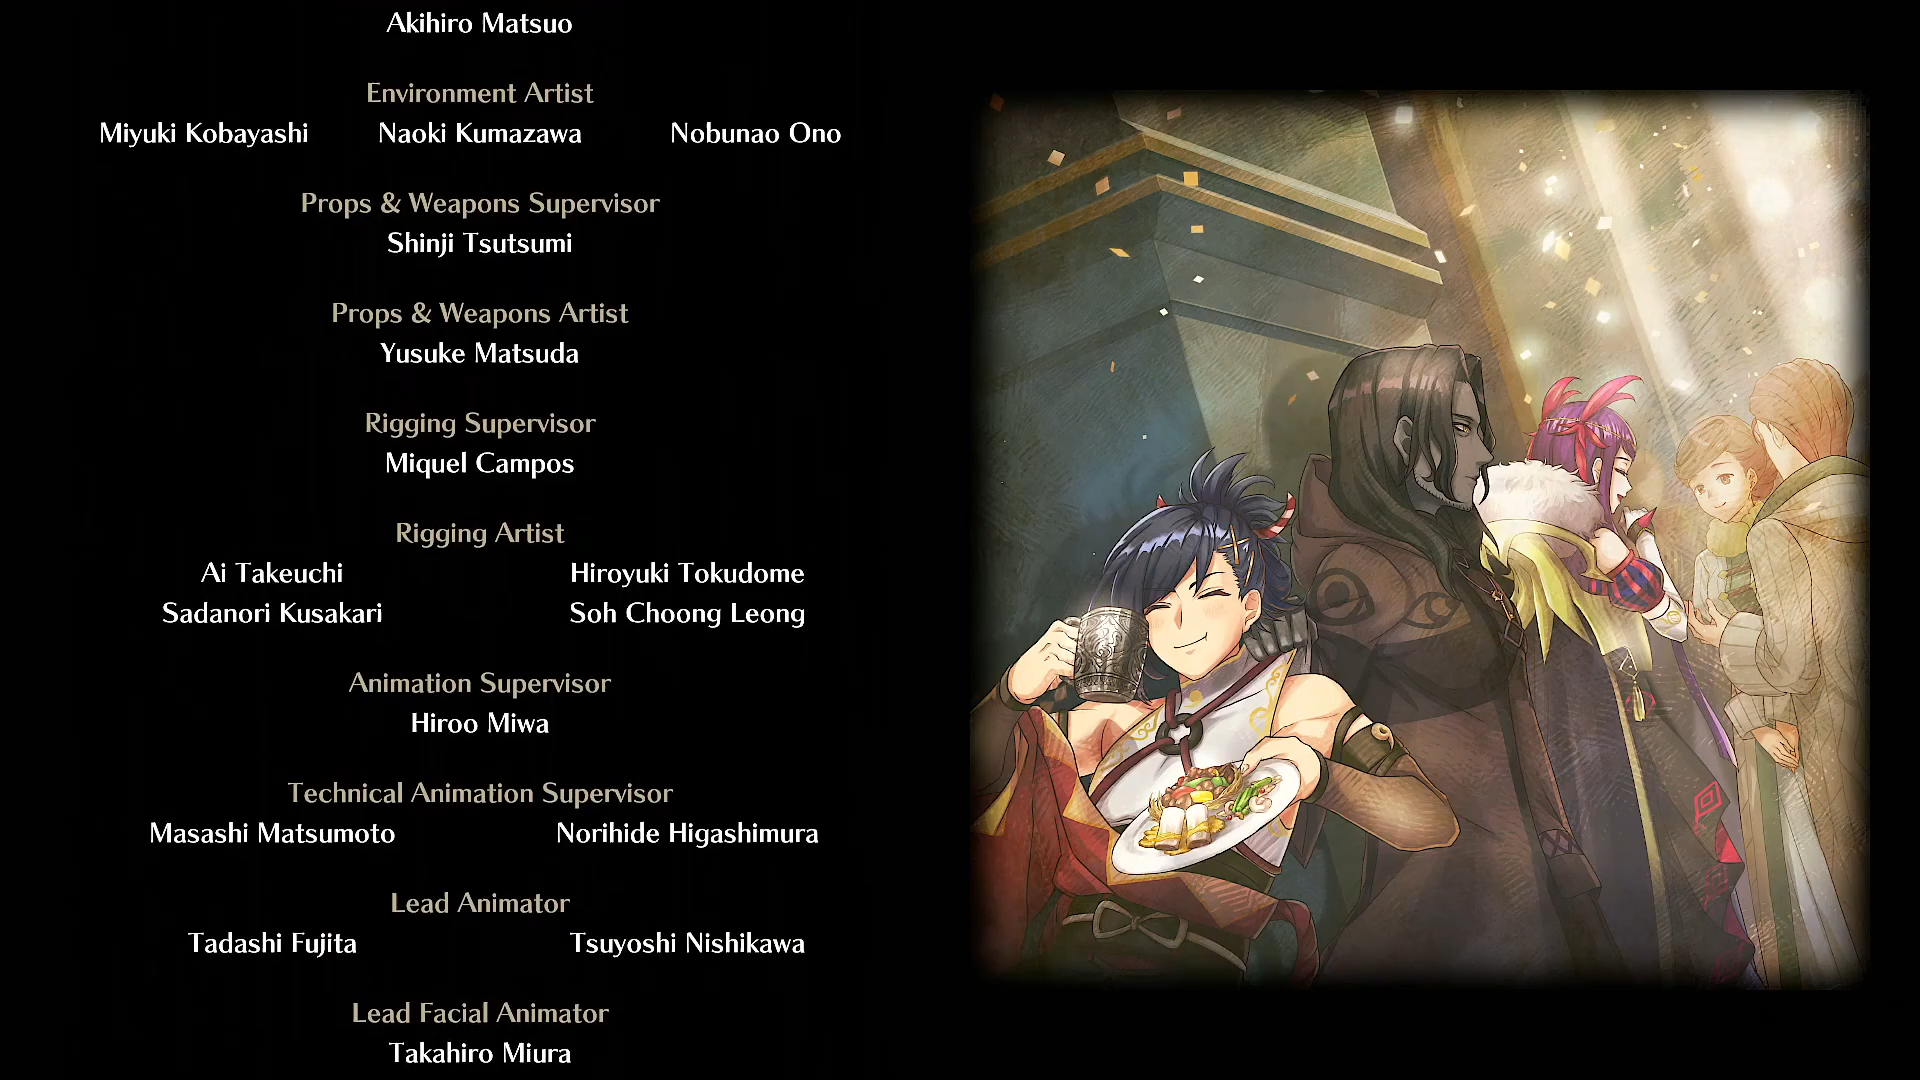 Akihiro Matsuo
Environment Artist
Miyuki Kobayashi Naoki Kumazawa Nobunao Ono
Props & Weapons Supervisor
Shinji Tsutsumi
Props & Weapons Artist
Yusuke Matsuda
Rigging Supervisor
Miquel Campos
Rigging Artist
Ai Takeuchi Hiroyuki Tokudome
Sadanori Kusakari Soh Choong Leong
Animation Supervisor
Hiroo Miwa
Technical Animation Supervisor
Masashi Matsumoto Norihide Higashimura
Lead Animator
Tadashi Fujita Tsuyoshi Nishikawa
Lead Facial Animator
Takahiro Miura